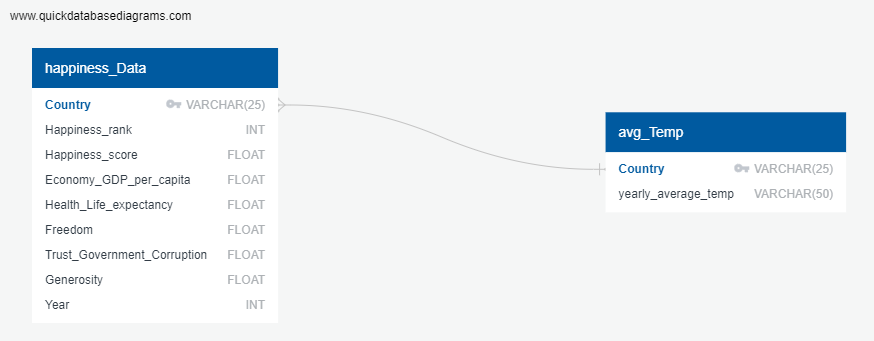 www.quickdatabasediagrams.com
happiness_Data
Country VARCHAR(25)
Happiness_rank INT
Happiness_score FLOAT
Economy_GDP_per_capita FLOAT
Health_Life_expectancy FLOAT
Freedom FLOAT
Trust_Government_Corruption FLOAT
Generosity FLOAT
Year INT
avg_Temp
Country VARCHAR(25)
yearly_average_temp VARCHAR(50)